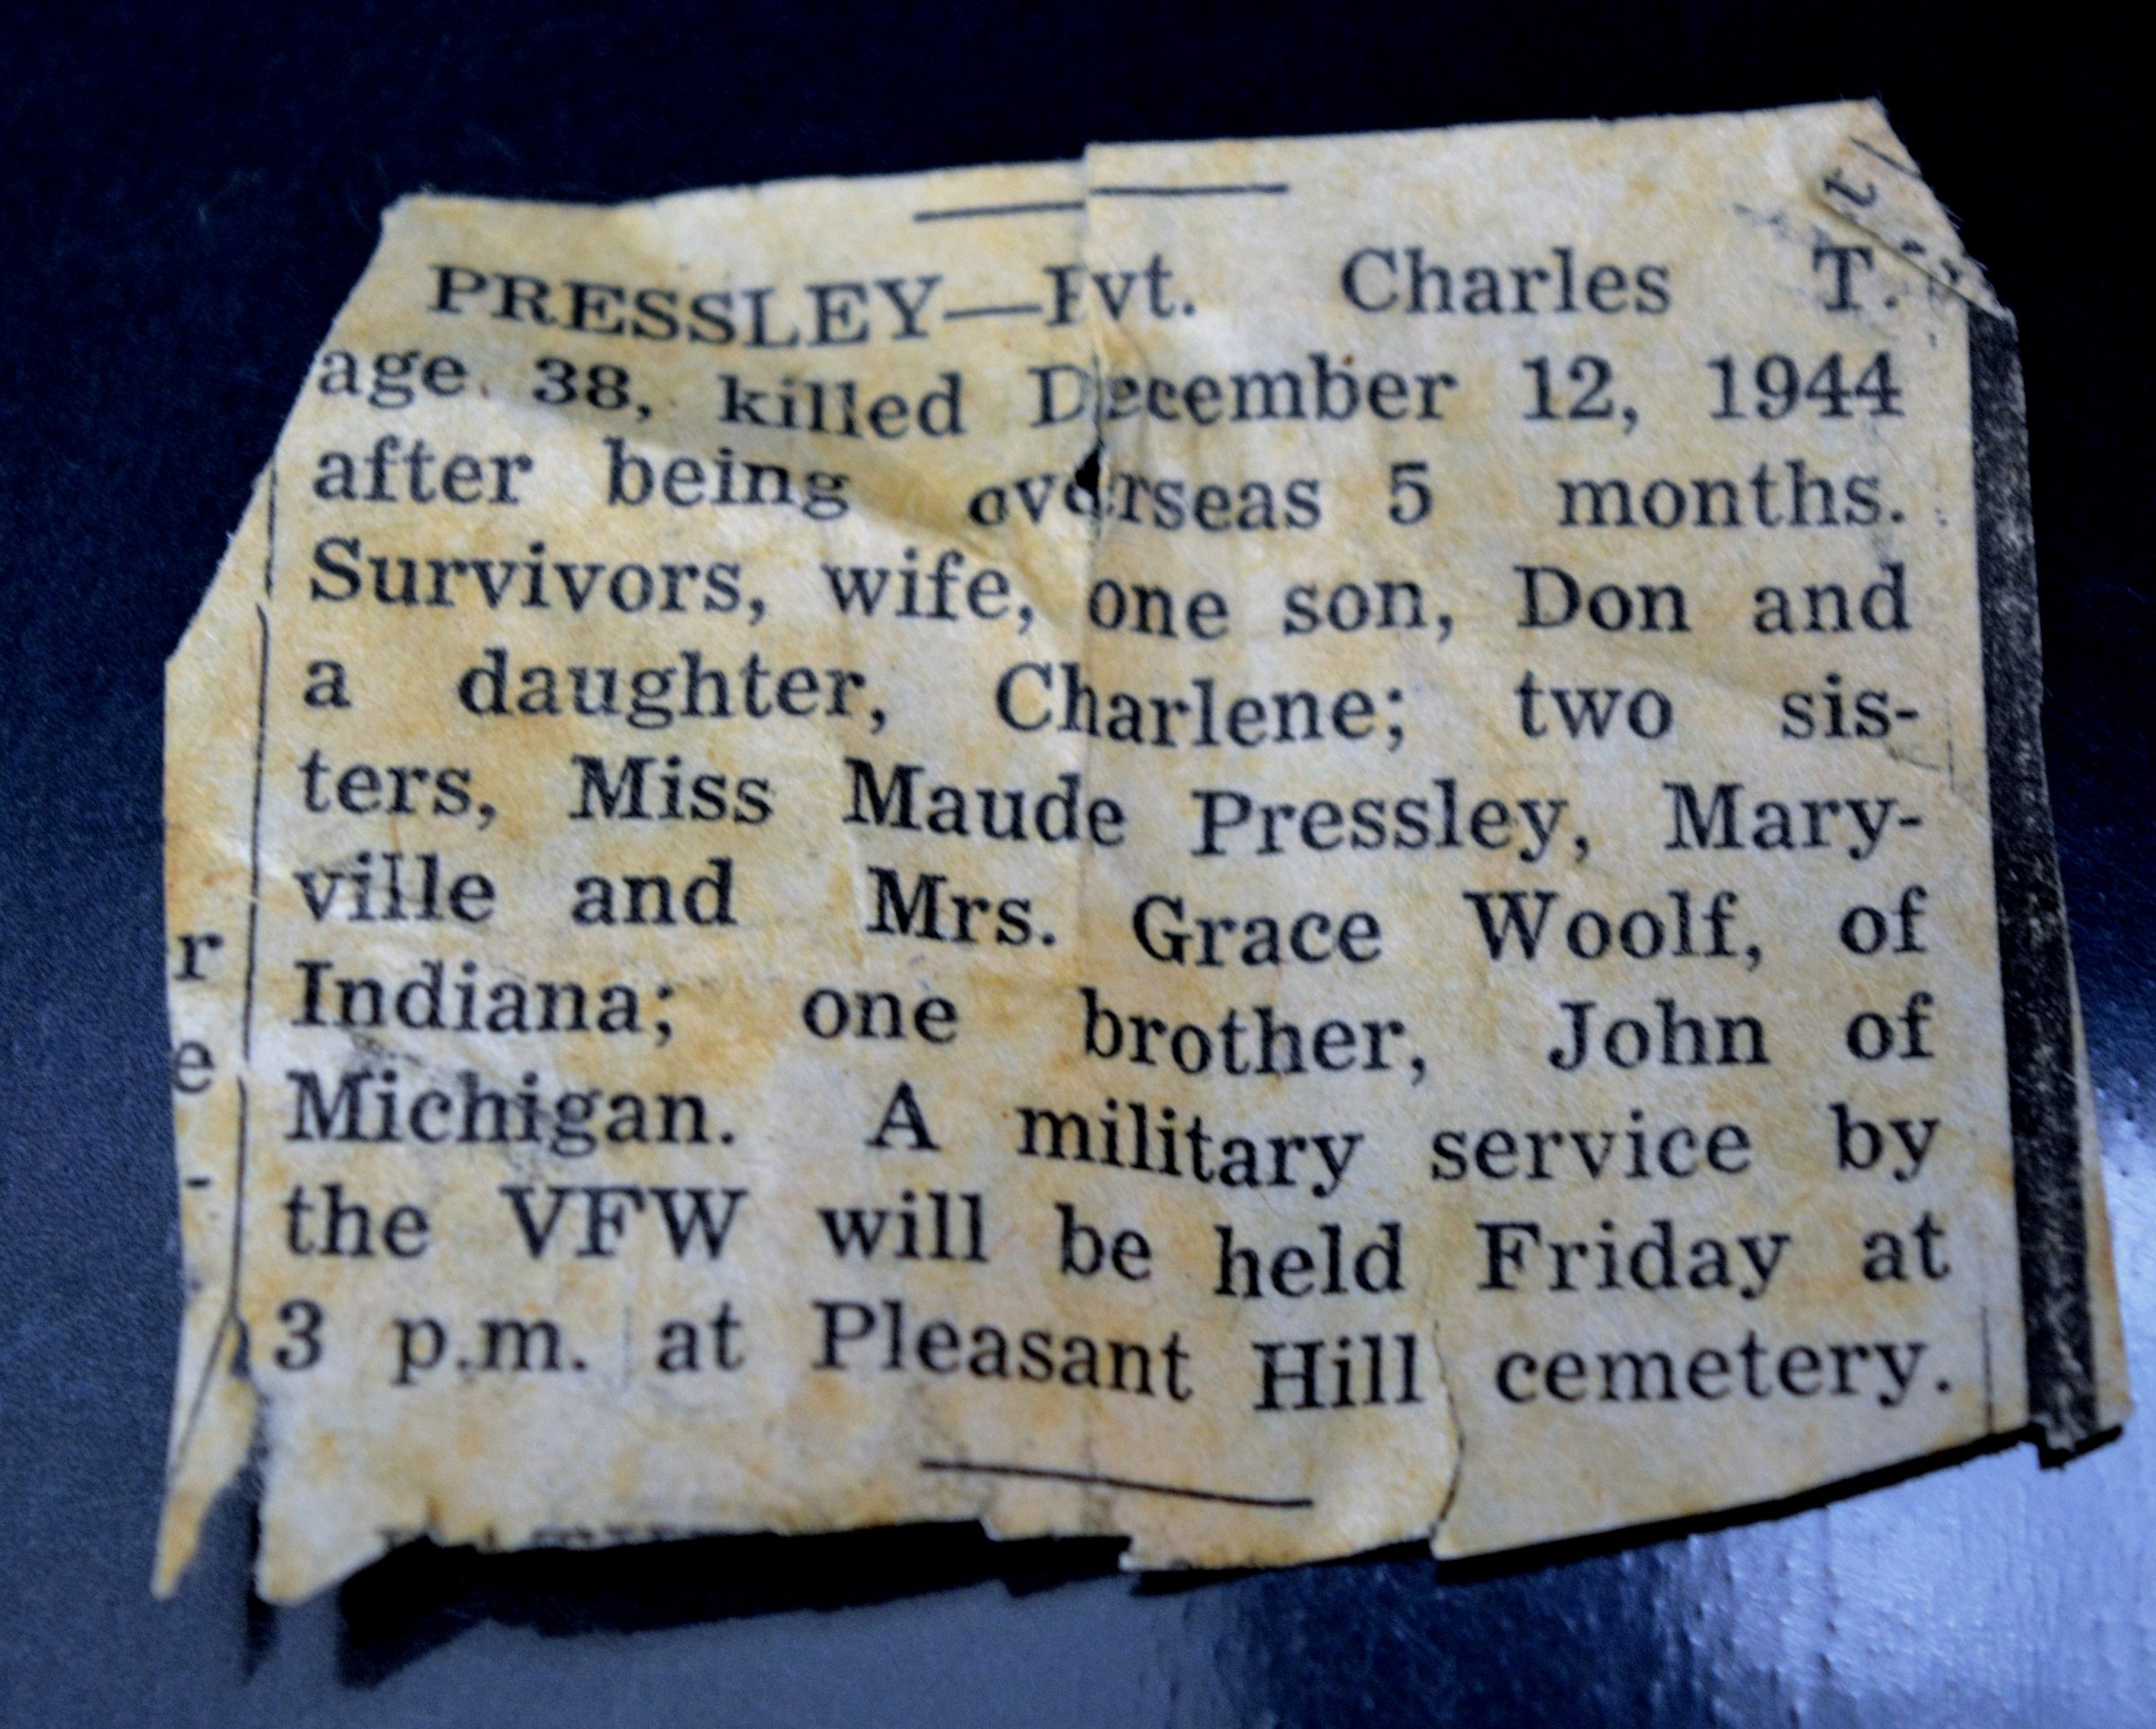 PRESSLEY—Pvt. Charles T.
age 38, killed December 12, 1944
after being overseas 5 months.
Survivors, wife, one son, Don and
a daughter, Charlene; two sis-
ters, Miss Maude Pressley, Mary-
ville and Mrs. Grace Woolf, of
Indiana; one brother, John of
Michigan. A military service by
the VFW will be held Friday at
3 p.m. at Pleasant Hill cemetery.
r
e
-
t